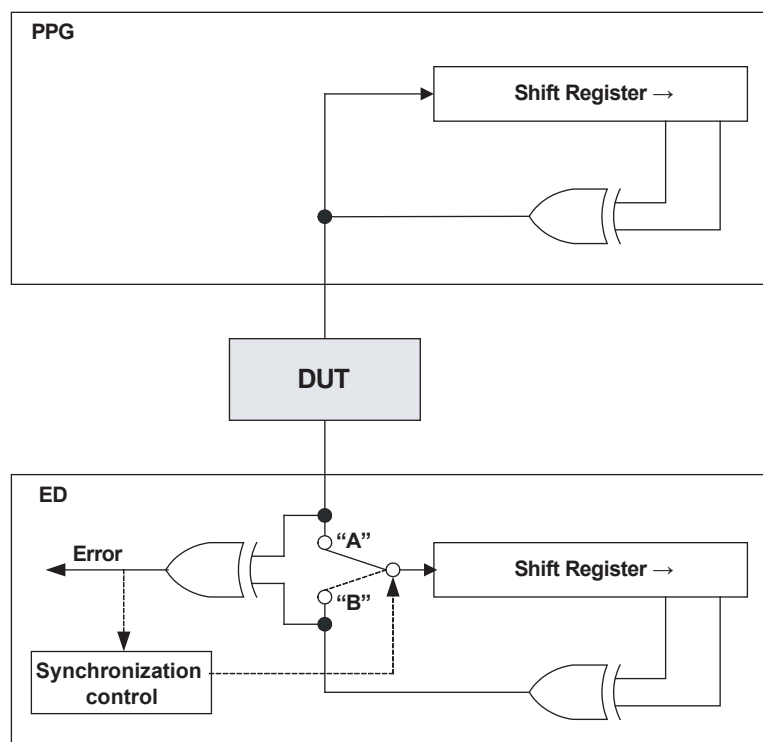 PPG
Shift Register →
DUT
ED
“A”
Error
Shift Register →
“B”
Synchronization
control